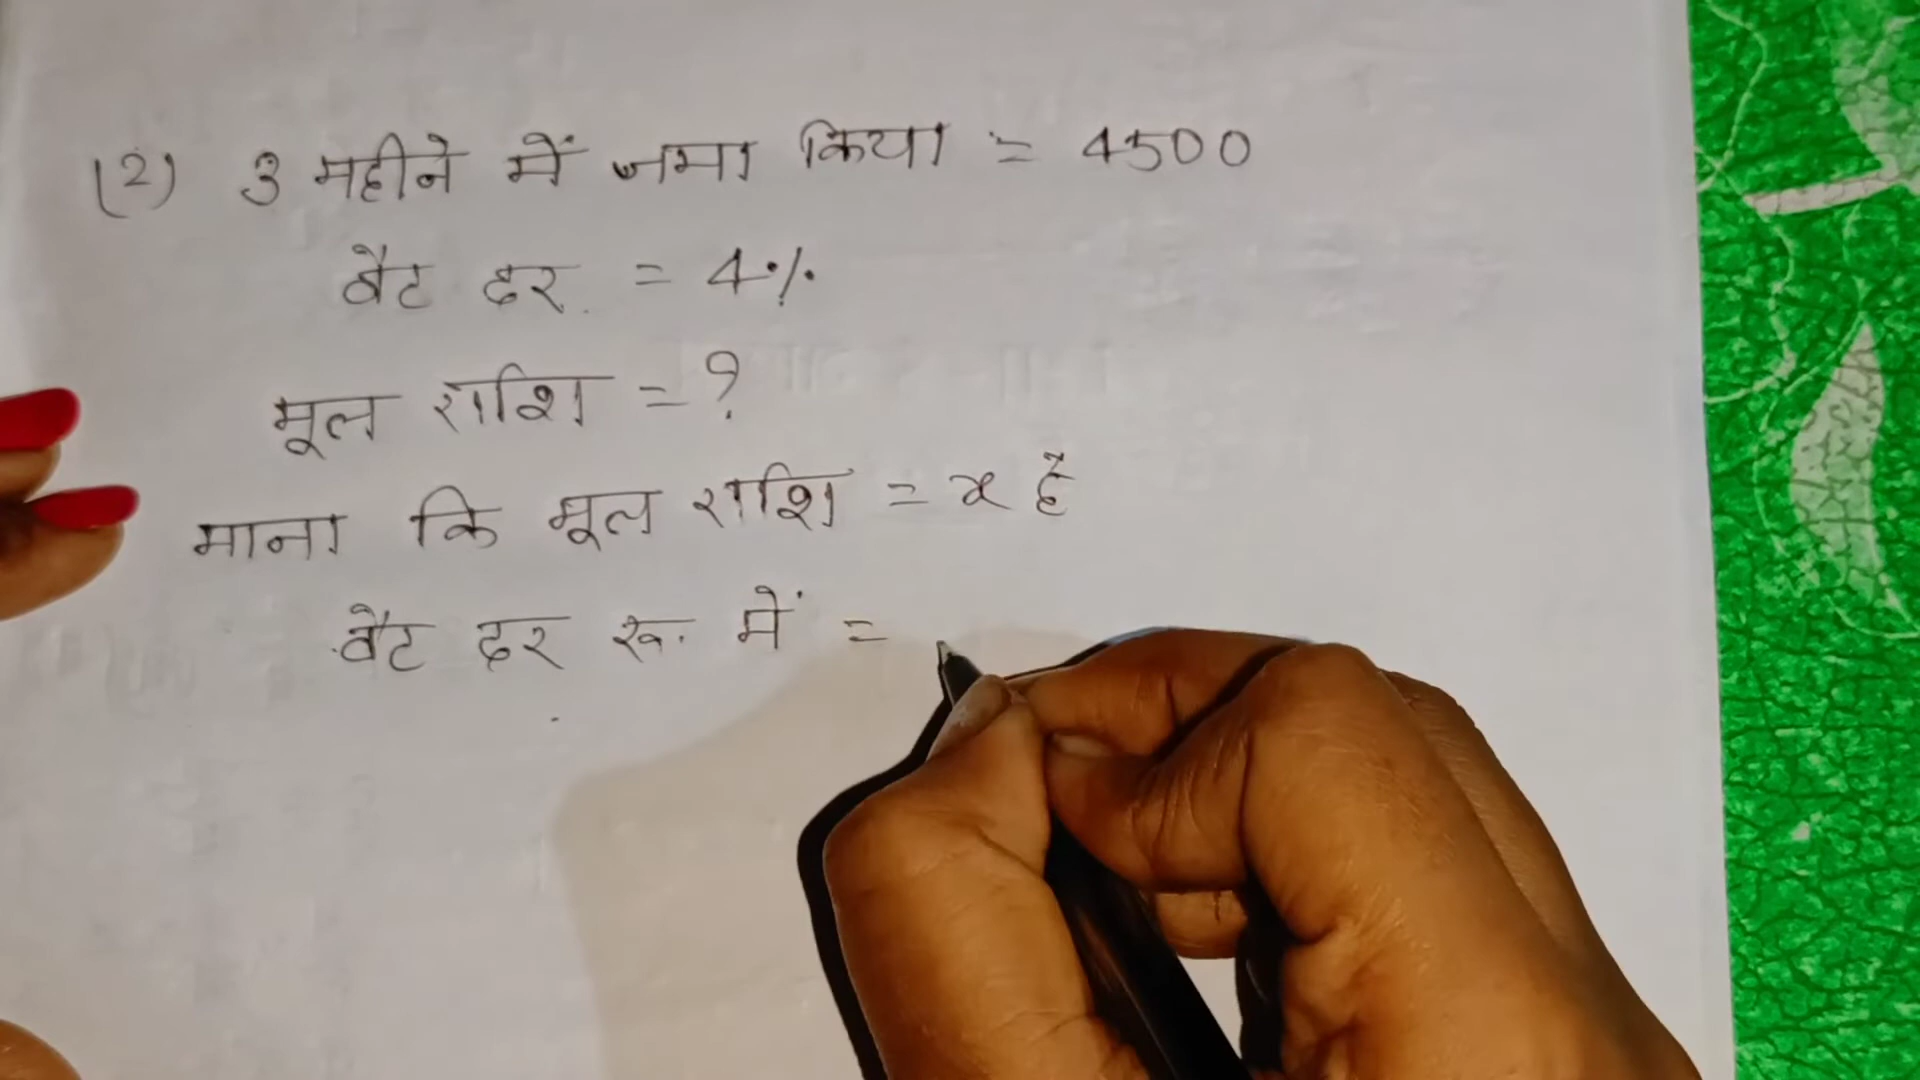 (2) 3 महीने में जमा किया = 4500
वैट दर = 4%
मूल राशि = ?
माना कि मूल राशि = x है
वैट दर रू. में =